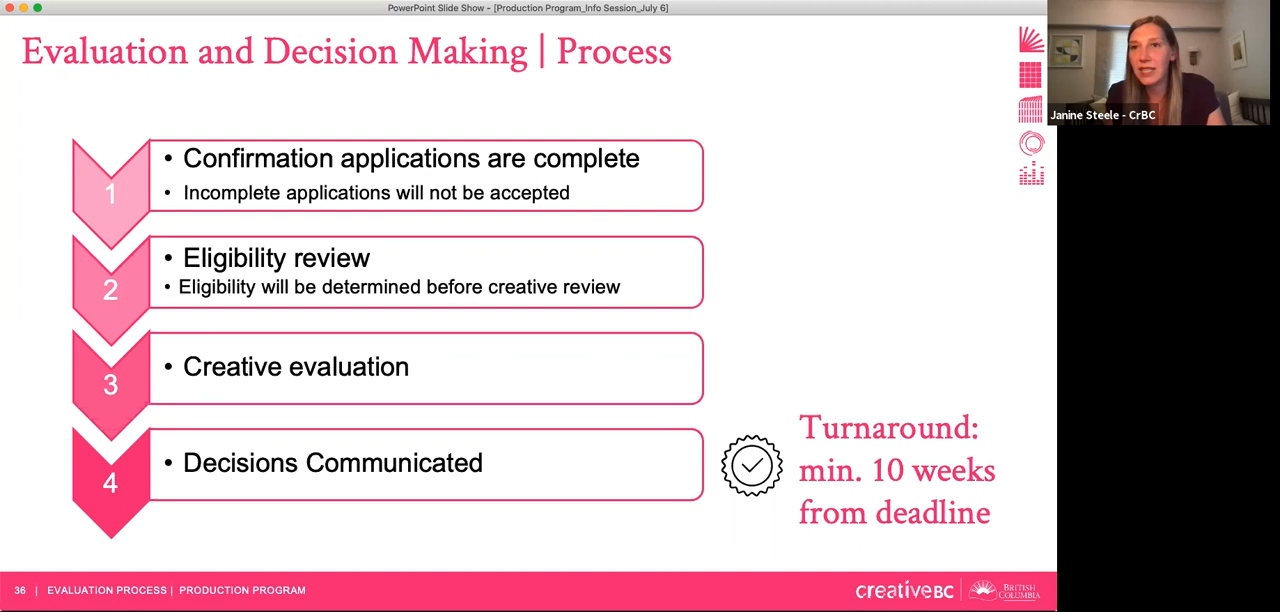 PowerPoint Slide Show - [Production Program_Info Session_July 6]
Evaluation and Decision Making | Process
Janine Steele - CrBC
1
• Confirmation applications are complete
• Incomplete applications will not be accepted
2
• Eligibility review
• Eligibility will be determined before creative review
3
• Creative evaluation
4
• Decisions Communicated
Turnaround:
min. 10 weeks
from deadline
36 | EVALUATION PROCESS | PRODUCTION PROGRAM
creativeBC
BRITISH
COLUMBIA